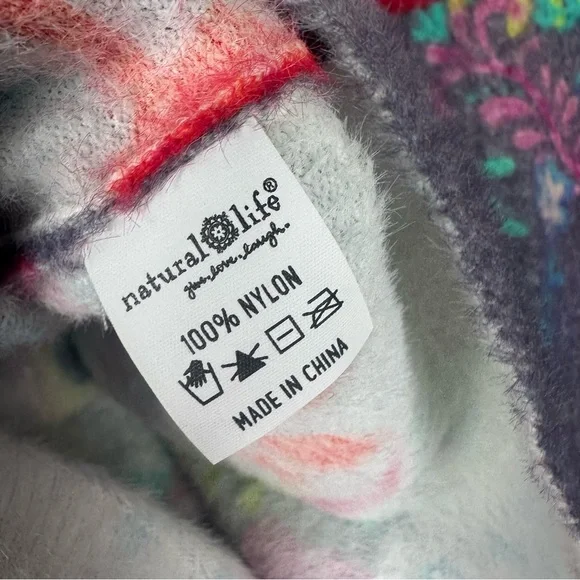 natural life®
give.love.laugh.
100% NYLON
MADE IN CHINA